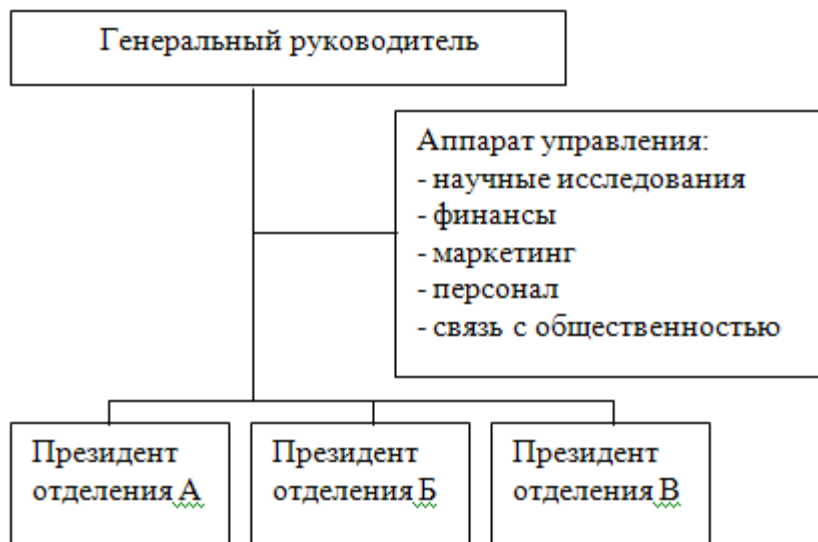 Генеральный руководитель
Аппарат управления:
- научные исследования
- финансы
- маркетинг
- персонал
- связь с общественностью
Президент
отделения А
Президент
отделения Б
Президент
отделения В